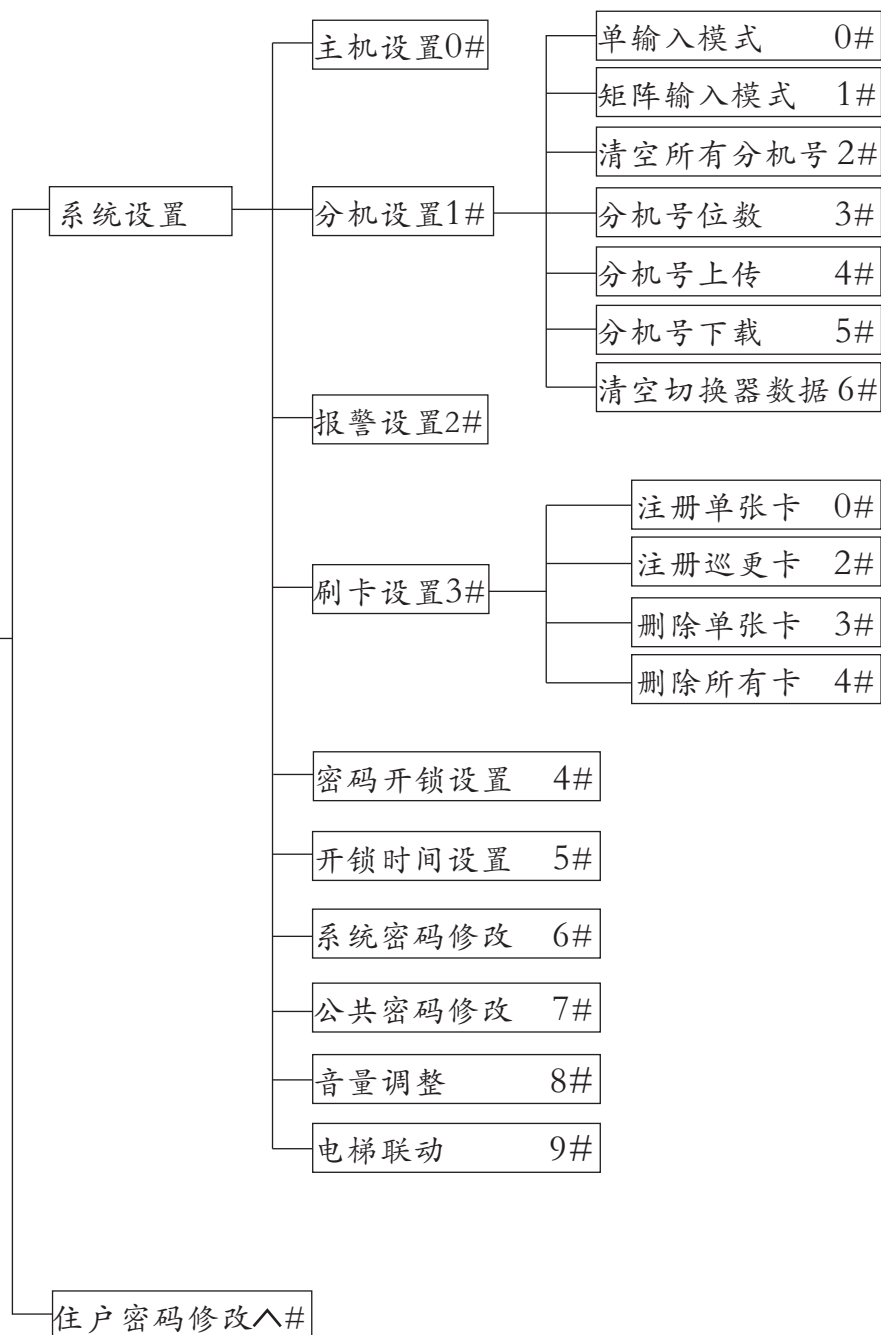 主机设置0#
单输入模式 0#
矩阵输入模式 1#
清空所有分机号 2#
系统设置
分机设置1#
分机号位数 3#
分机号上传 4#
分机号下载 5#
清空切换器数据 6#
报警设置2#
注册单张卡 0#
注册巡更卡 2#
刷卡设置3#
删除单张卡 3#
删除所有卡 4#
密码开锁设置 4#
开锁时间设置 5#
系统密码修改 6#
公共密码修改 7#
音量调整 8#
电梯联动 9#
住户密码修改∧#